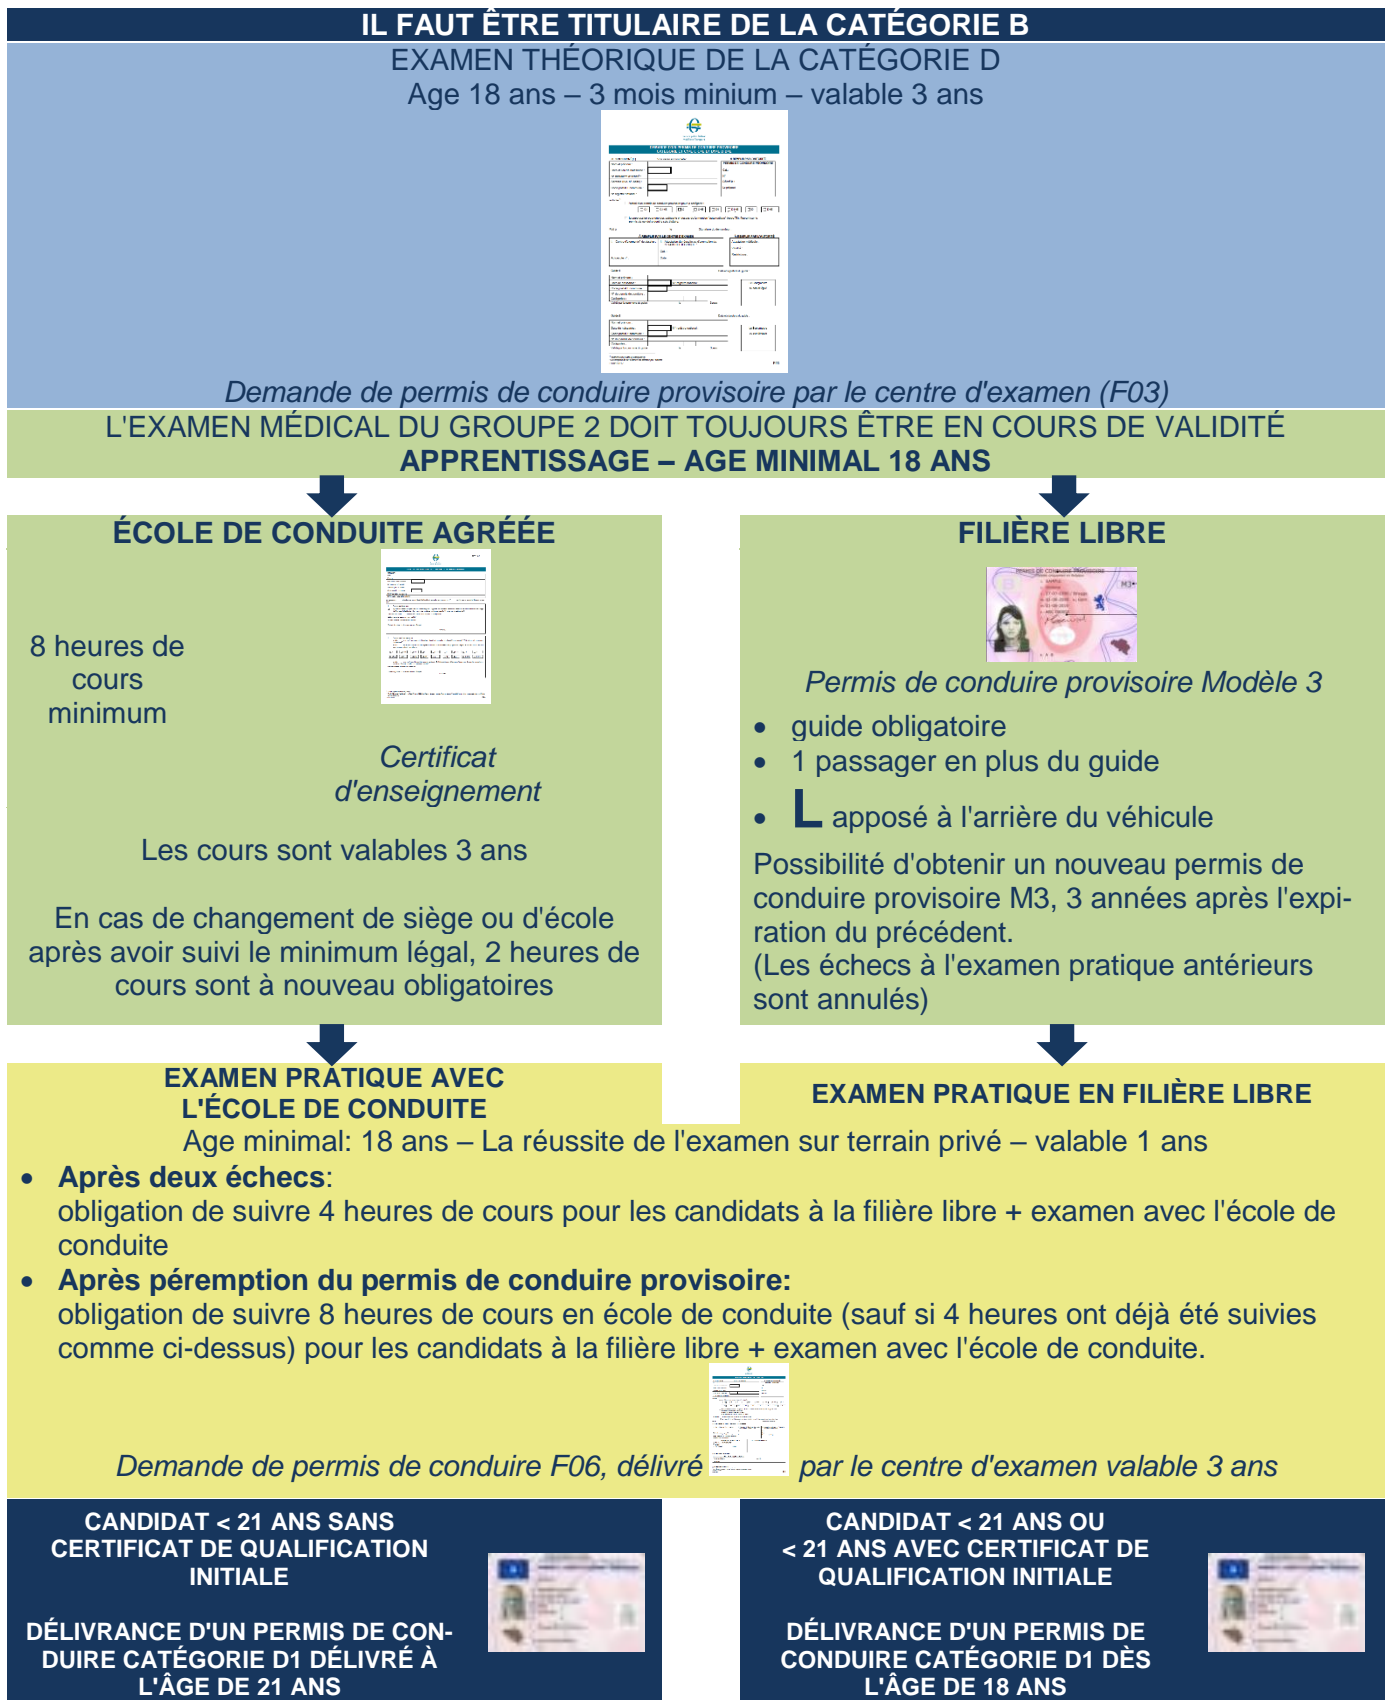 IL FAUT ÊTRE TITULAIRE DE LA CATÉGORIE B
EXAMEN THÉORIQUE DE LA CATÉGORIE D
Age 18 ans – 3 mois minium – valable 3 ans
Demande de permis de conduire provisoire par le centre d'examen (F03)
L'EXAMEN MÉDICAL DU GROUPE 2 DOIT TOUJOURS ÊTRE EN COURS DE VALIDITÉ
APPRENTISSAGE – AGE MINIMAL 18 ANS
ÉCOLE DE CONDUITE AGRÉÉE
8 heures de
cours
minimum
Certificat
d'enseignement
Les cours sont valables 3 ans
En cas de changement de siège ou d'école
après avoir suivi le minimum légal, 2 heures de
cours sont à nouveau obligatoires
FILIÈRE LIBRE
PERMIS DE CONDUIRE PROVISOIRE
M3
Permis de conduire provisoire Modèle 3
• guide obligatoire
• 1 passager en plus du guide
• L apposé à l'arrière du véhicule
Possibilité d'obtenir un nouveau permis de
conduire provisoire M3, 3 années après l'expi-
ration du précédent.
(Les échecs à l'examen pratique antérieurs
sont annulés)
EXAMEN PRATIQUE AVEC
L'ÉCOLE DE CONDUITE
EXAMEN PRATIQUE EN FILIÈRE LIBRE
Age minimal: 18 ans – La réussite de l'examen sur terrain privé – valable 1 ans
• Après deux échecs:
obligation de suivre 4 heures de cours pour les candidats à la filière libre + examen avec l'école de
conduite
• Après péremption du permis de conduire provisoire:
obligation de suivre 8 heures de cours en école de conduite (sauf si 4 heures ont déjà été suivies
comme ci-dessus) pour les candidats à la filière libre + examen avec l'école de conduite.
Demande de permis de conduire F06, délivré par le centre d'examen valable 3 ans
CANDIDAT < 21 ANS SANS
CERTIFICAT DE QUALIFICATION
INITIALE
DÉLIVRANCE D'UN PERMIS DE CON-
DUIRE CATÉGORIE D1 DÉLIVRÉ À
L'ÂGE DE 21 ANS
CANDIDAT < 21 ANS OU
< 21 ANS AVEC CERTIFICAT DE
QUALIFICATION INITIALE
DÉLIVRANCE D'UN PERMIS DE
CONDUIRE CATÉGORIE D1 DÈS
L'ÂGE DE 18 ANS